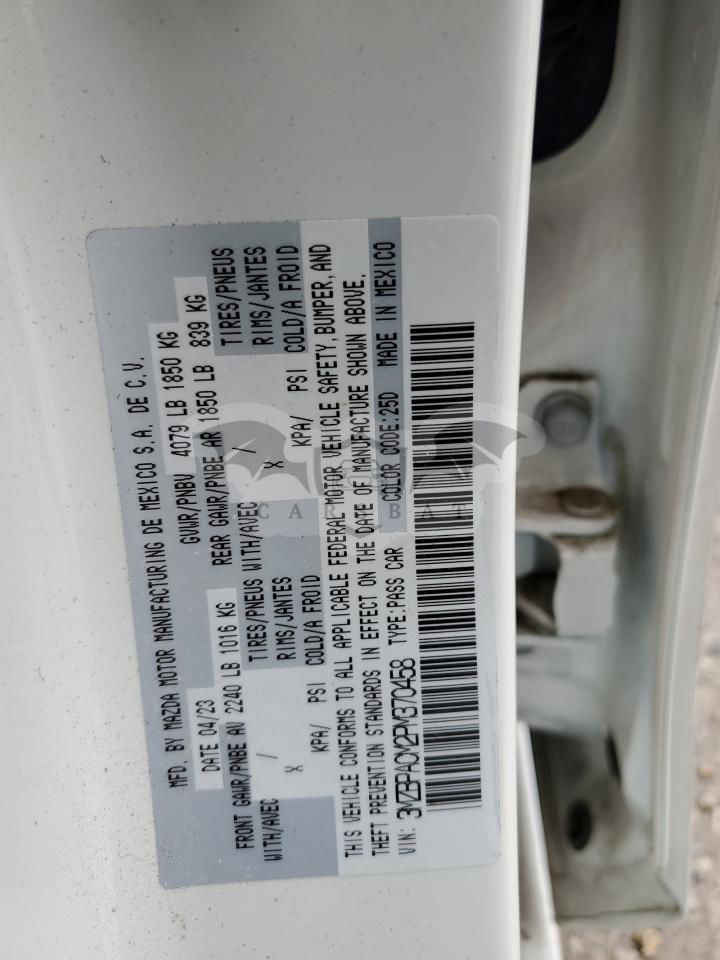 MFD. BY MAZDA MOTOR MANUFACTURING DE MEXICO S.A. DE C.V.
DATE 04/23 GVWR/PNBV 4079 LB 1850 KG
FRONT GAWR/PNBE AV 2240 LB 1016 KG REAR GAWR/PNBE AR 1850 LB 839 KG
WITH/AVEC / TIRES/PNEUS WITH/AVEC / TIRES/PNEUS
X RIMS/JANTES X RIMS/JANTES
KPA/ PSI COLD/A FROID KPA/ PSI COLD/A FROID
THIS VEHICLE CONFORMS TO ALL APPLICABLE FEDERAL MOTOR VEHICLE SAFETY, BUMPER, AND
THEFT PREVENTION STANDARDS IN EFFECT ON THE DATE OF MANUFACTURE SHOWN ABOVE.
VIN: 3MZBPACM2PM370458 TYPE:PASS CAR COLOR CODE:25D MADE IN MEXICO
CAR BAT